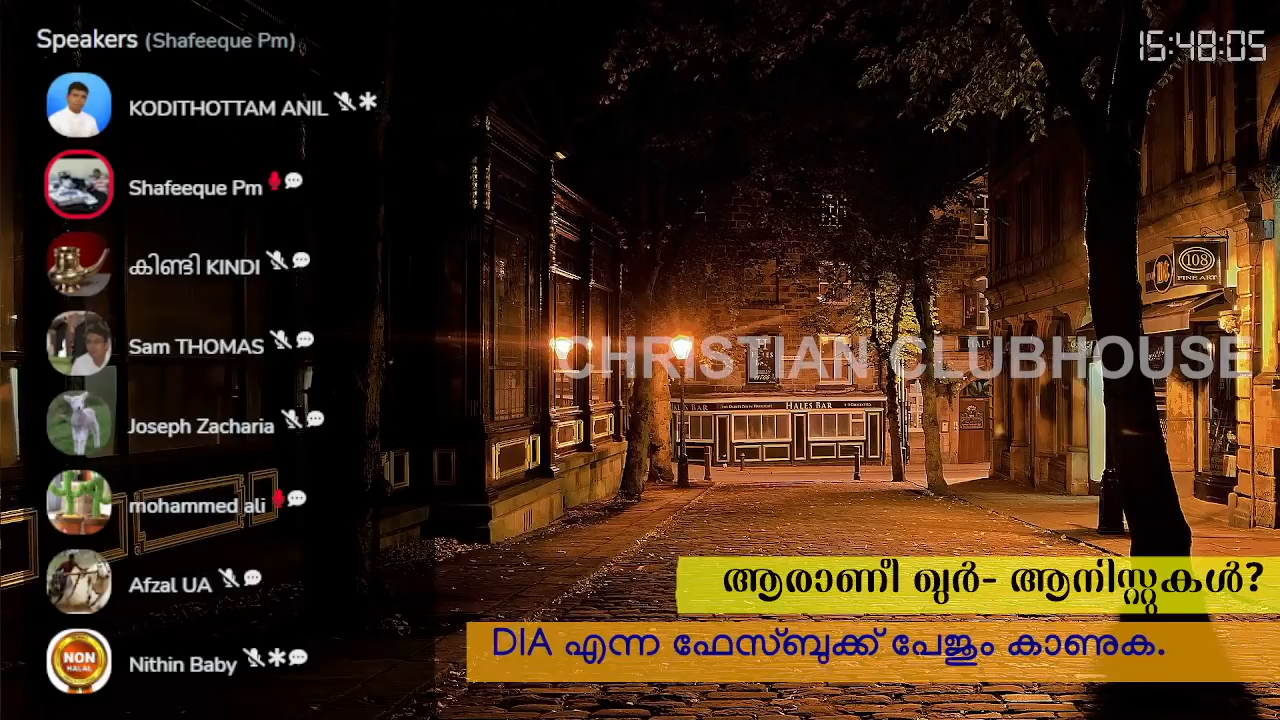 Speakers (Shafeeque Pm)
15:48:05
KODITHOTTAM ANIL
Shafeeque Pm
കിണ്ടി KINDI
Sam THOMAS
Joseph Zacharia
mohammed ali
Afzal UA
Nithin Baby
NON
HALAL
108
FINE ART
CHRISTIAN CLUBHOUSE
HALES BAR
ആരാണീ ഖുർ- ആനിസ്റ്റുകൾ?
DIA എന്ന ഫേസ്ബുക്ക് പേജും കാണുക.